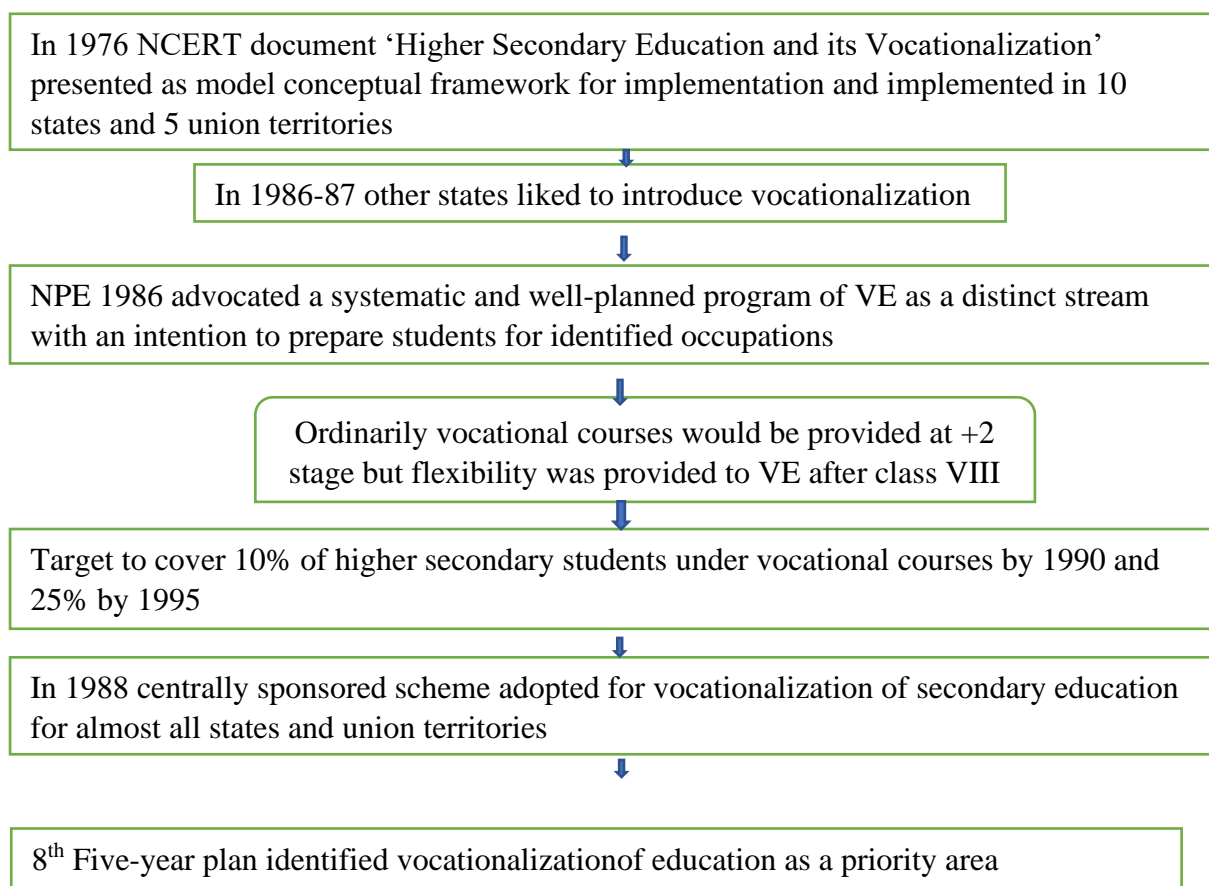 In 1976 NCERT document ‘Higher Secondary Education and its Vocationalization’
presented as model conceptual framework for implementation and implemented in 10
states and 5 union territories
In 1986-87 other states liked to introduce vocationalization
NPE 1986 advocated a systematic and well-planned program of VE as a distinct stream
with an intention to prepare students for identified occupations
Ordinarily vocational courses would be provided at +2
stage but flexibility was provided to VE after class VIII
Target to cover 10% of higher secondary students under vocational courses by 1990 and
25% by 1995
In 1988 centrally sponsored scheme adopted for vocationalization of secondary education
for almost all states and union territories
8th Five-year plan identified vocationalizationof education as a priority area